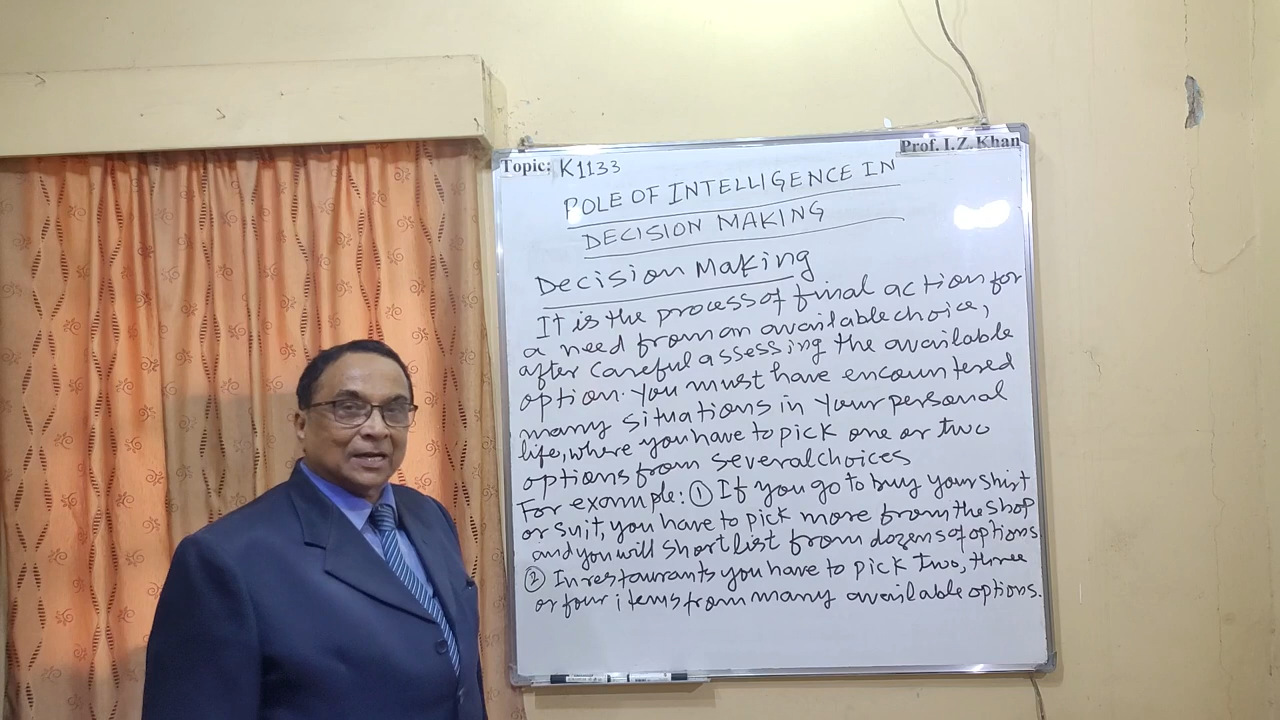 Topic: K1133
Prof. I.Z. Khan
ROLE OF INTELLIGENCE IN
DECISION MAKING
Decision Making
It is the process of final action for
a need from an available choice,
after careful assessing the available
option. You must have encountered
many situations in your personal
life, where you have to pick one or two
options from several choices
For example: ① If you go to buy your shirt
or suit, you have to pick more from the shop
and you will short list from dozens of options
② In restaurants you have to pick two, three
or four items from many available options.